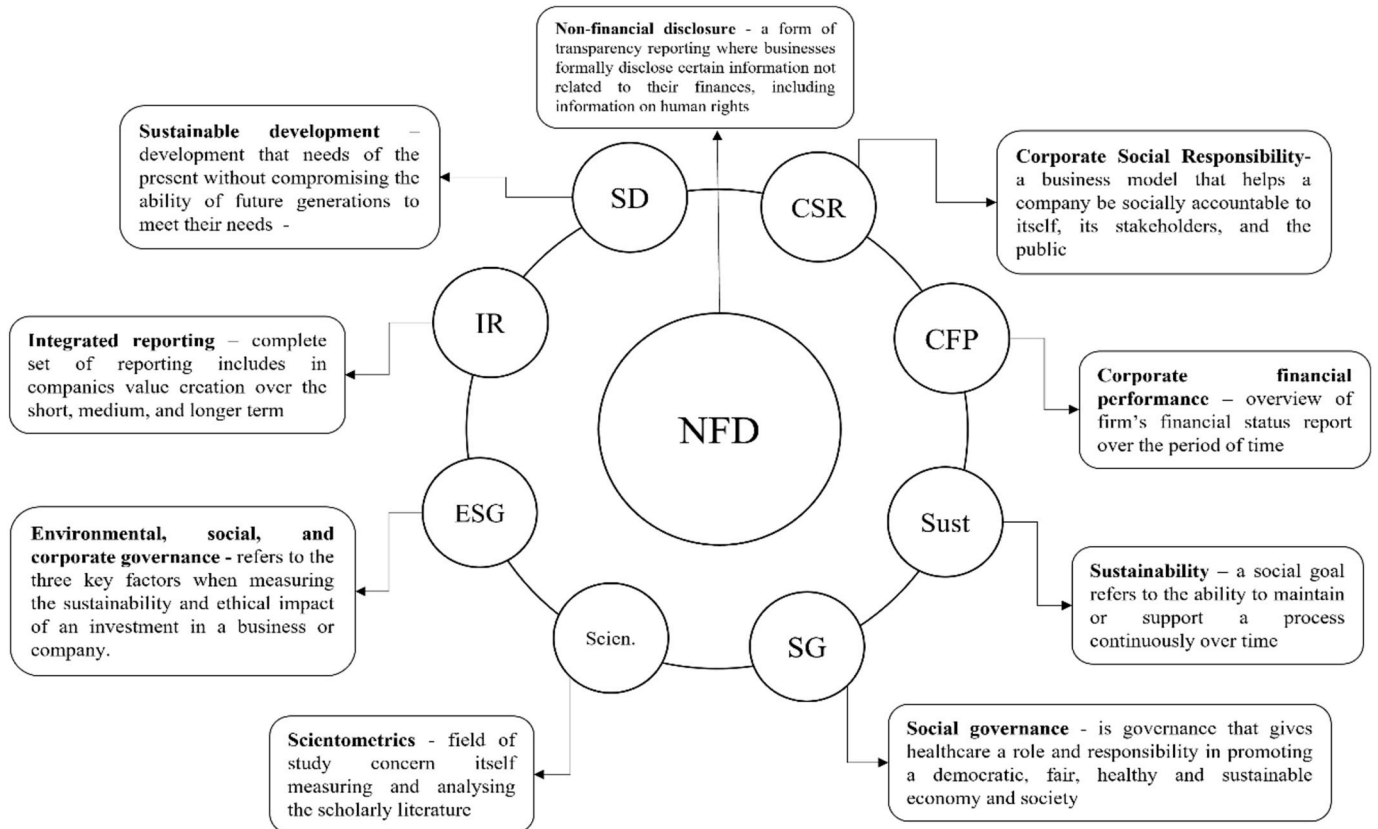 Non-financial disclosure - a form of
transparency reporting where businesses
formally disclose certain information not
related to their finances, including
information on human rights
Sustainable development –
development that needs of the
present without compromising the
ability of future generations to
meet their needs -
SD
CSR
Corporate Social Responsibility-
a business model that helps a
company be socially accountable to
itself, its stakeholders, and the
public
IR
CFP
Integrated reporting – complete
set of reporting includes in
companies value creation over the
short, medium, and longer term
Corporate financial
performance – overview of
firm's financial status report
over the period of time
NFD
ESG
Sust
Environmental, social, and
corporate governance - refers to the
three key factors when measuring
the sustainability and ethical impact
of an investment in a business or
company.
Sustainability – a social goal
refers to the ability to maintain
or support a process
continuously over time
Scien.
SG
Scientometrics - field of
study concern itself
measuring and analysing
the scholarly literature
Social governance - is governance that gives
healthcare a role and responsibility in promoting
a democratic, fair, healthy and sustainable
economy and society